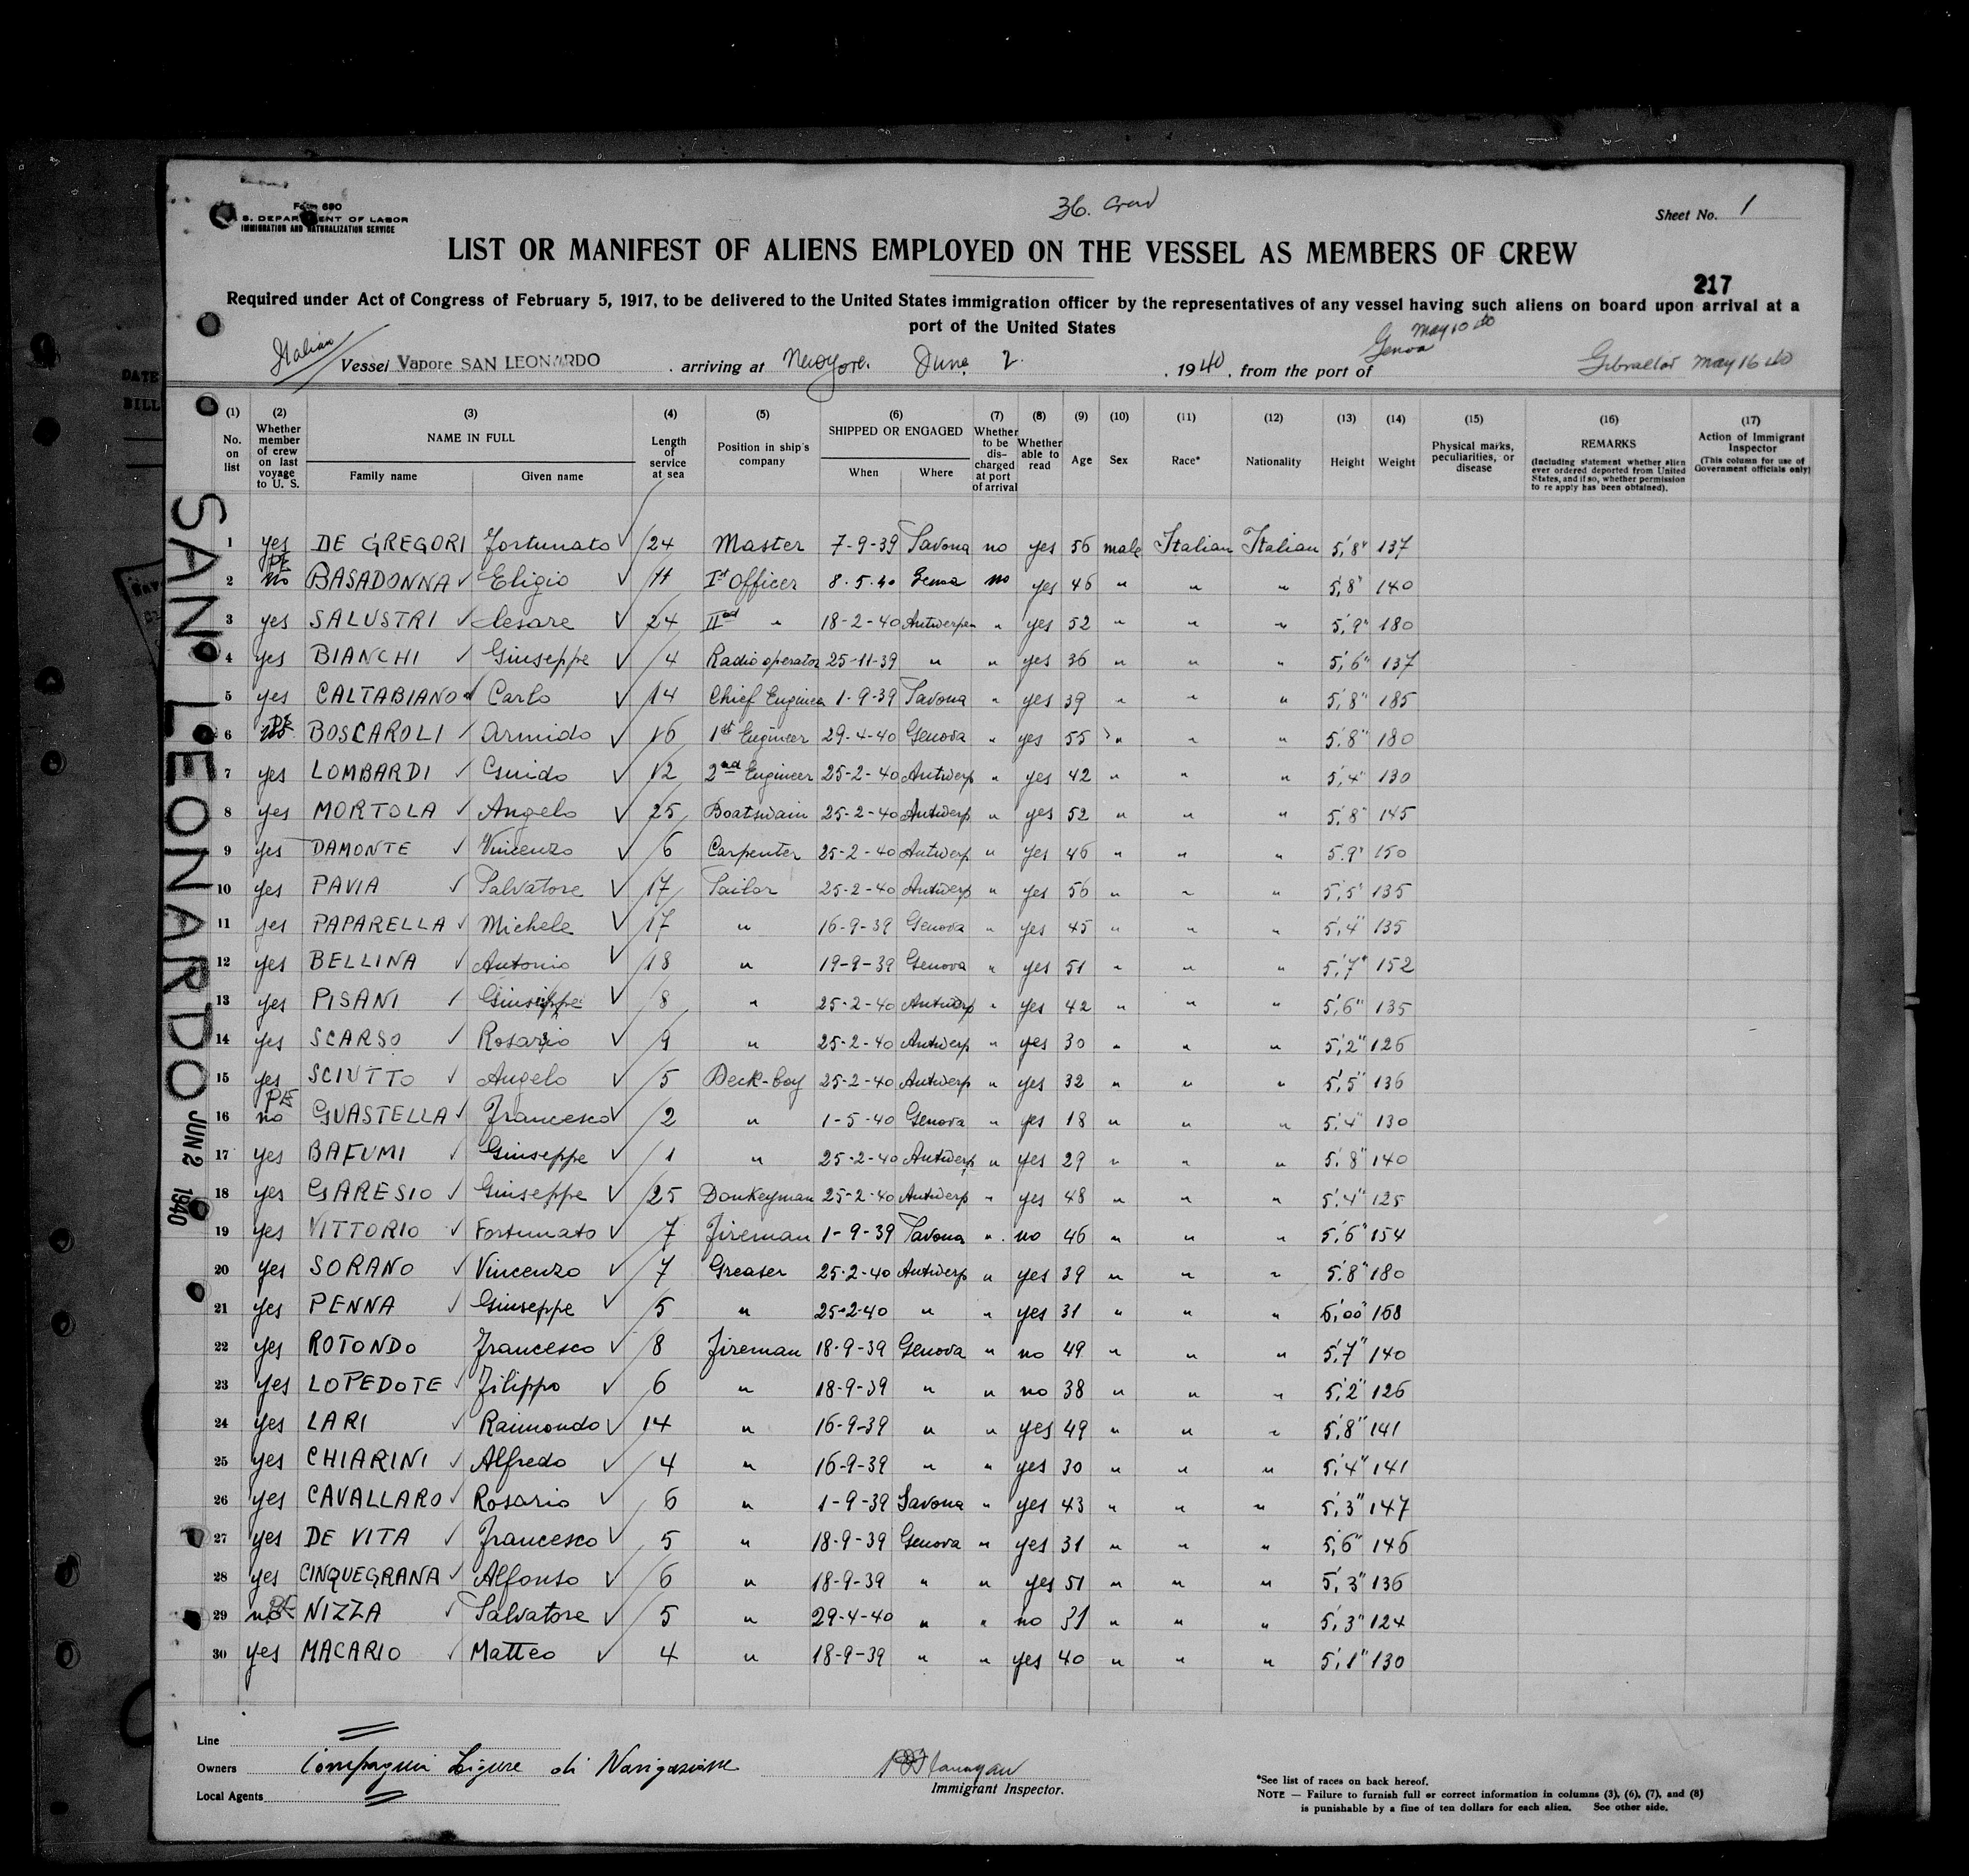 Form 680
U. S. DEPARTMENT OF LABOR
IMMIGRATION AND NATURALIZATION SERVICE
36. Crew
Sheet No. 1
LIST OR MANIFEST OF ALIENS EMPLOYED ON THE VESSEL AS MEMBERS OF CREW
217
Required under Act of Congress of February 5, 1917, to be delivered to the United States immigration officer by the representatives of any vessel having such aliens on board upon arrival at a
port of the United States
Italian Vessel Vapore SAN LEONARDO arriving at New York. June 2. 1940, from the port of Genoa May 10 40 Gibraltar May 16 40
(1) No. on list (2) Whether member of crew on last voyage to U. S. (3) NAME IN FULL Family name Given name (4) Length of service at sea (5) Position in ship's company (6) SHIPPED OR ENGAGED When Where (7) Whether to be discharged at port of arrival (8) Whether able to read (9) Age (10) Sex (11) Race* (12) Nationality (13) Height (14) Weight (15) Physical marks, peculiarities, or disease (16) REMARKS (Including statement whether alien ever ordered deported from United States, and if so, whether permission to re apply has been obtained). (17) Action of Immigrant Inspector (This column for use of Government officials only)
SAN LEONARDO JUN 2 1940
1 yes DE GREGORI Fortunato √ 24 Master 7-9-39 Savona no yes 56 male Italian Italian 5,'8" 137
2 PE no BASADONNA √ Eligio √ 11 Ist Officer 8.5.40 Genoa no yes 46 " " " 5,8" 140
3 yes SALUSTRI √ Cesare √ 24 IInd " 18-2-40 Antwerpen " yes 52 " " " 5,'9" 180
4 yes BIANCHI √ Giuseppe √ 4 Radio operator 25-11-39 " " yes 36 " " " 5,'6" 137
5 yes CALTABIANO √ Carlo √ 14 Chief Engineer 1-9-39 Savona " yes 39 " " " 5,'8" 185
6 PE BOSCAROLI √ Armido √ 16 1st Engineer 29-4-40 Genova " yes 55 " " " 5.'8" 180
7 yes LOMBARDI √ Guido √ 12 2nd Engineer 25-2-40 Antwerp " yes 42 " " " 5,'4" 130
8 yes MORTOLA √ Angelo √ 25 Boatswain 25-2-40 Antwerp " yes 52 " " " 5.'8" 145
9 yes DAMONTE √ Vincenzo √ 6 Carpenter 25-2-40 Antwerp " yes 46 " " " 5.9" 150
10 yes PAVIA √ Salvatore √ 17 Sailor 25-2-40 Antwerp " yes 56 " " " 5,'5" 135
11 yes PAPARELLA √ Michele √ 17 " 16-9-39 Genova " yes 45 " " " 5,'4" 135
12 yes BELLINA √ Antonio √ 18 " 19-9-39 Genova " yes 51 " " " 5,'7" 152
13 yes PISANI √ Giuseppe √ 8 " 25-2-40 Antwerp " yes 42 " " " 5,'6" 135
14 yes SCARSO √ Rosario √ 9 " 25-2-40 Antwerp " yes 30 " " " 5,'2" 126
15 yes SCIUTTO √ Angelo √ 5 Deck-boy 25-2-40 Antwerp " yes 32 " " " 5,'5" 136
16 PE no GUASTELLA √ Francesco √ 2 " 1-5-40 Genova " yes 18 " " " 5.'4" 130
17 yes BAFUMI √ Giuseppe √ 1 " 25-2-40 Antwerp " yes 29 " " " 5.'8" 140
18 yes GARESIO √ Giuseppe √ 25 Donkeyman 25-2-40 Antwerp " yes 48 " " " 5.'4" 125
19 yes VITTORIO √ Fortunato √ 7 Fireman 1-9-39 Savona " no 46 " " " 5,'6" 154
20 yes SORANO √ Vincenzo √ 7 Greaser 25-2-40 Antwerp " yes 39 " " " 5.'8" 180
21 yes PENNA √ Giuseppe √ 5 " 25-2-40 " " yes 31 " " " 6,'00" 168
22 yes ROTONDO Francesco √ 8 Fireman 18-9-39 Genova " no 49 " " " 5,'7" 140
23 yes LOPEDOTE √ Filippo √ 6 " 18-9-39 " " no 38 " " " 5,'2" 126
24 yes LARI √ Raimondo √ 14 " 16-9-39 " " yes 49 " " " 5,'8" 141
25 yes CHIARINI √ Alfredo √ 4 " 16-9-39 " " yes 30 " " " 5,'4" 141
26 yes CAVALLARO √ Rosario √ 6 " 1-9-39 Savona " yes 43 " " " 5,'3" 147
27 yes DE VITA √ Francesco √ 5 " 18-9-39 Genova " yes 31 " " " 5,'6" 146
28 yes CINQUEGRANA √ Alfonso √ 6 " 18-9-39 " " yes 51 " " " 5,'3" 136
29 no PE NIZZA √ Salvatore √ 5 " 29-4-40 " " no 31 " " " 5,'3" 124
30 yes MACARIO √ Matteo √ 4 " 18-9-39 " " yes 40 " " " 5,'1" 130
Line
Owners Compagnia Ligure di Navigazione
Immigrant Inspector.
Local Agents
*See list of races on back hereof.
NOTE — Failure to furnish full or correct information in columns (3), (6), (7), and (8)
is punishable by a fine of ten dollars for each alien. See other side.